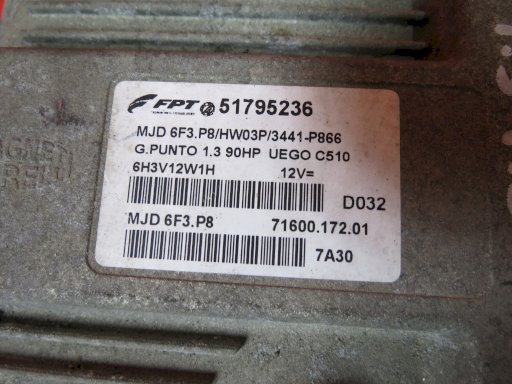 FPT 51795236
MJD 6F3.P8/HW03P/3441-P866
G.PUNTO 1.3 90HP UEGO C510
6H3V12W1H 12V=
D032
MJD 6F3.P8 71600.172.01
7A30